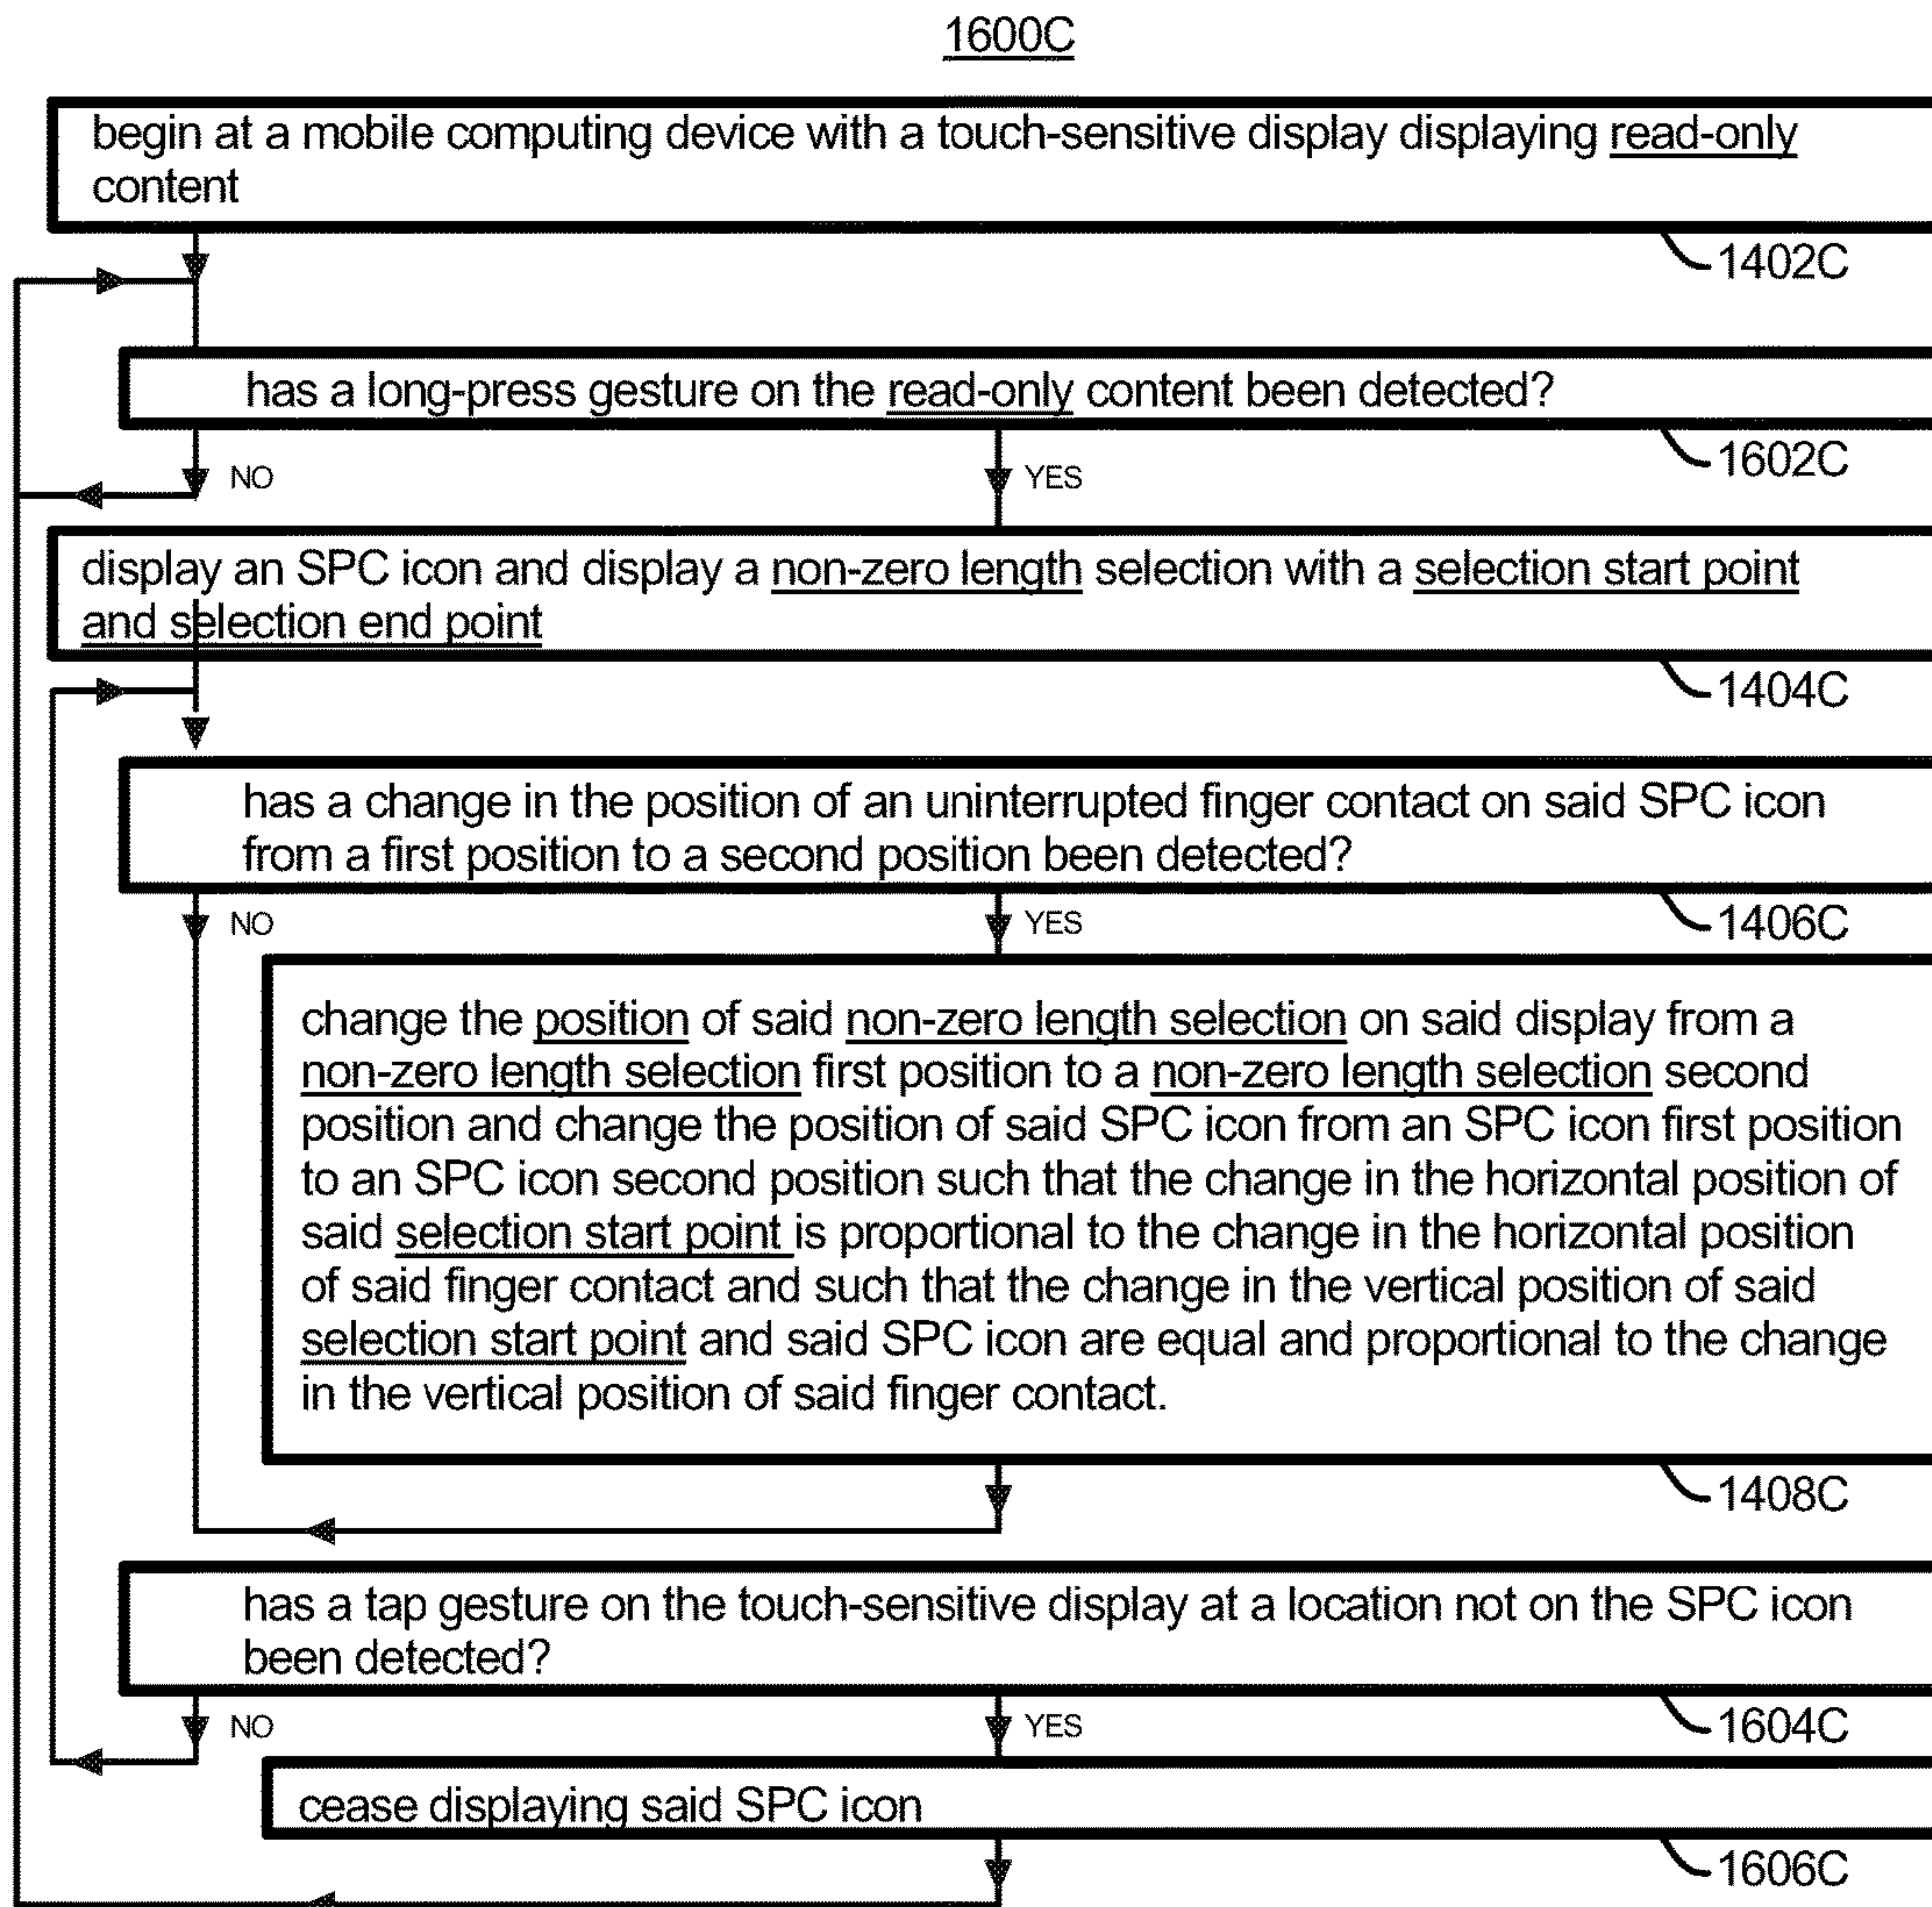 1600C
begin at a mobile computing device with a touch-sensitive display displaying read-only
content
1402C
has a long-press gesture on the read-only content been detected?
1602C
NO
YES
display an SPC icon and display a non-zero length selection with a selection start point
and selection end point
1404C
has a change in the position of an uninterrupted finger contact on said SPC icon
from a first position to a second position been detected?
1406C
NO
YES
change the position of said non-zero length selection on said display from a
non-zero length selection first position to a non-zero length selection second
position and change the position of said SPC icon from an SPC icon first position
to an SPC icon second position such that the change in the horizontal position of
said selection start point is proportional to the change in the horizontal position
of said finger contact and such that the change in the vertical position of said
selection start point and said SPC icon are equal and proportional to the change
in the vertical position of said finger contact.
1408C
has a tap gesture on the touch-sensitive display at a location not on the SPC icon
been detected?
1604C
NO
YES
cease displaying said SPC icon
1606C